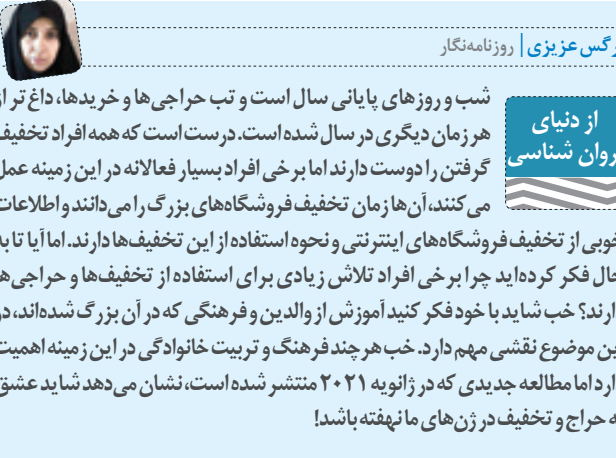 رگس عزیزی | روزنامه‌نگار
از دنیای
روان شناسی
شب و روزهای پایانی سال است و تب حراجی‌ها و خریدها، داغ تر از
هر زمان دیگری در سال شده است. درست است که همه افراد تخفیف
گرفتن را دوست دارند اما برخی افراد بسیار فعالانه در این زمینه عمل
می کنند، آن‌ها زمان تخفیف فروشگاه‌های بزرگ را می‌دانند و اطلاعات
خوبی از تخفیف فروشگاه‌های اینترنتی و نحوه استفاده از این تخفیف‌ها دارند. اما آیا تا به
حال فکر کرده‌اید چرا برخی افراد تلاش زیادی برای استفاده از تخفیف‌ها و حراجی‌ها
دارند؟ خب شاید با خود فکر کنید آموزش از والدین و فرهنگی که در آن بزرگ شده‌اند، در
این موضوع نقشی مهم دارد. خب هر چند فرهنگ و تربیت خانوادگی در این زمینه اهمیت
دارد اما مطالعه جدیدی که در ژانویه ۲۰۲۱ منتشر شده است، نشان می‌دهد شاید عشق
به حراج و تخفیف در ژن‌های ما نهفته باشد!